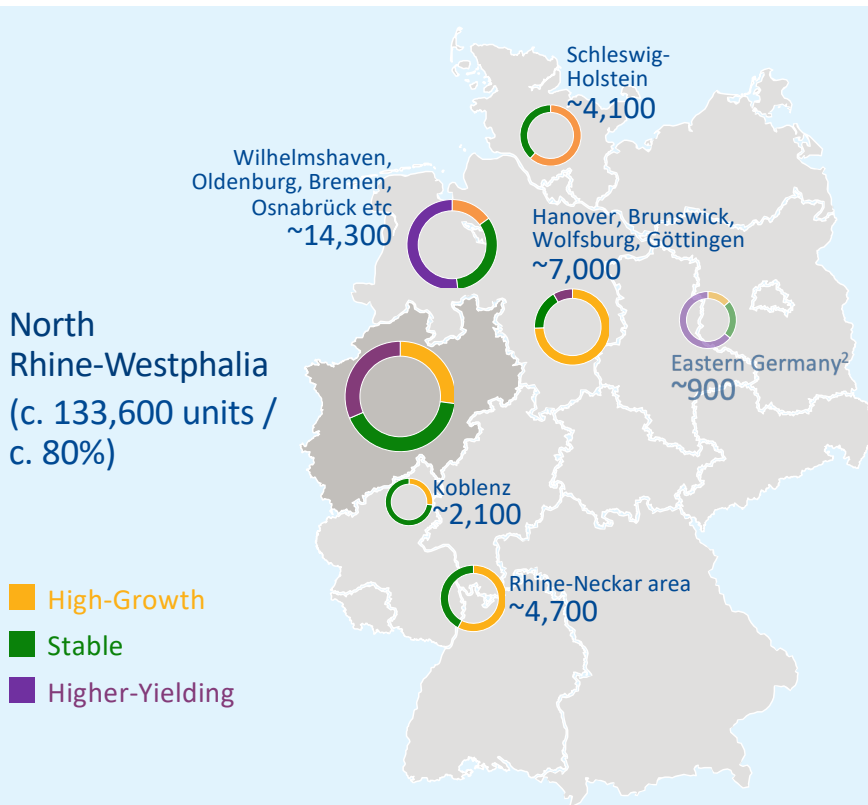 Schleswig-
Holstein
~4,100
Wilhelmshaven,
Oldenburg, Bremen,
Osnabrück etc
~14,300
Hanover, Brunswick,
Wolfsburg, Göttingen
~7,000
North
Rhine-Westphalia
(c. 133,600 units /
c. 80%)
Eastern Germany²
~900
Koblenz
~2,100
Rhine-Neckar area
~4,700
High-Growth
Stable
Higher-Yielding